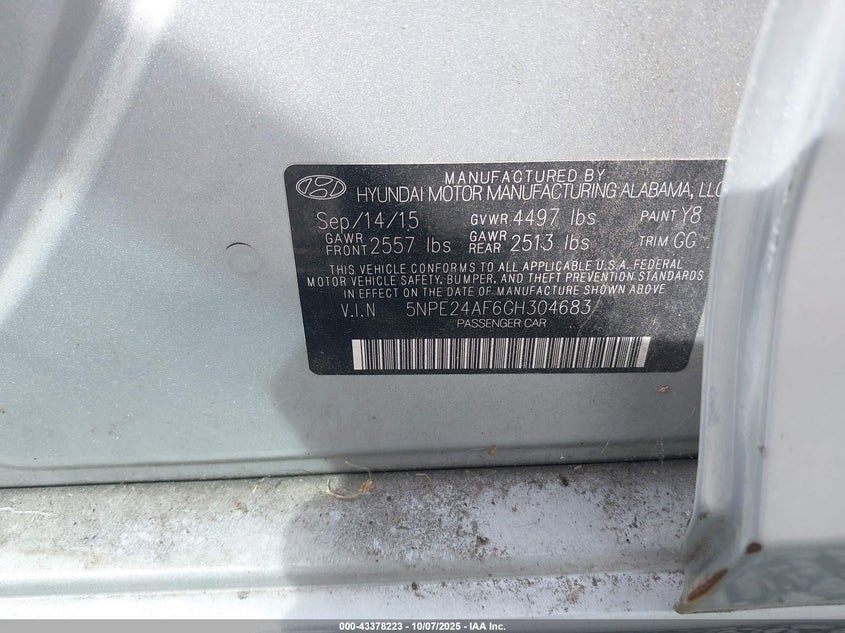 MANUFACTURED BY
HYUNDAI MOTOR MANUFACTURING ALABAMA, LLC
Sep/14/15 GVWR 4497 lbs PAINT Y8
GAWR FRONT 2557 lbs GAWR REAR 2513 lbs TRIM GG
THIS VEHICLE CONFORMS TO ALL APPLICABLE U.S.A. FEDERAL
MOTOR VEHICLE SAFETY, BUMPER, AND THEFT PREVENTION STANDARDS
IN EFFECT ON THE DATE OF MANUFACTURE SHOWN ABOVE
V.I.N 5NPE24AF6GH304683
PASSENGER CAR
000-43378223 - 10/07/2025 - IAA Inc.